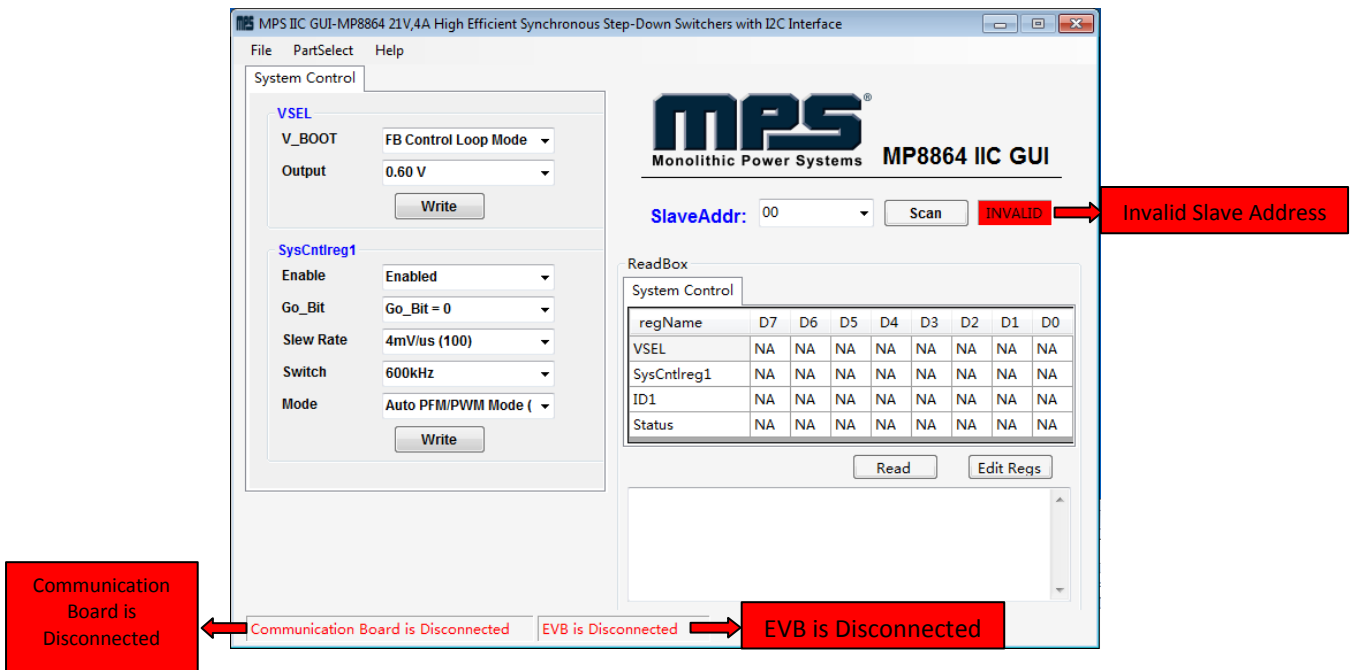 MPS IIC GUI-MP8864 21V,4A High Efficient Synchronous Step-Down Switchers with I2C Interface
File PartSelect Help
System Control
VSEL
V_BOOT FB Control Loop Mode
Output 0.60 V
Write
SysCntlreg1
Enable Enabled
Go_Bit Go_Bit = 0
Slew Rate 4mV/us (100)
Switch 600kHz
Mode Auto PFM/PWM Mode (
Write
mps®
Monolithic Power Systems
MP8864 IIC GUI
SlaveAddr: 00 Scan INVALID
Invalid Slave Address
ReadBox
System Control
regName D7 D6 D5 D4 D3 D2 D1 D0
VSEL NA NA NA NA NA NA NA NA
SysCntlreg1 NA NA NA NA NA NA NA NA
ID1 NA NA NA NA NA NA NA NA
Status NA NA NA NA NA NA NA NA
Read Edit Regs
Communication
Board is
Disconnected
Communication Board is Disconnected EVB is Disconnected
EVB is Disconnected